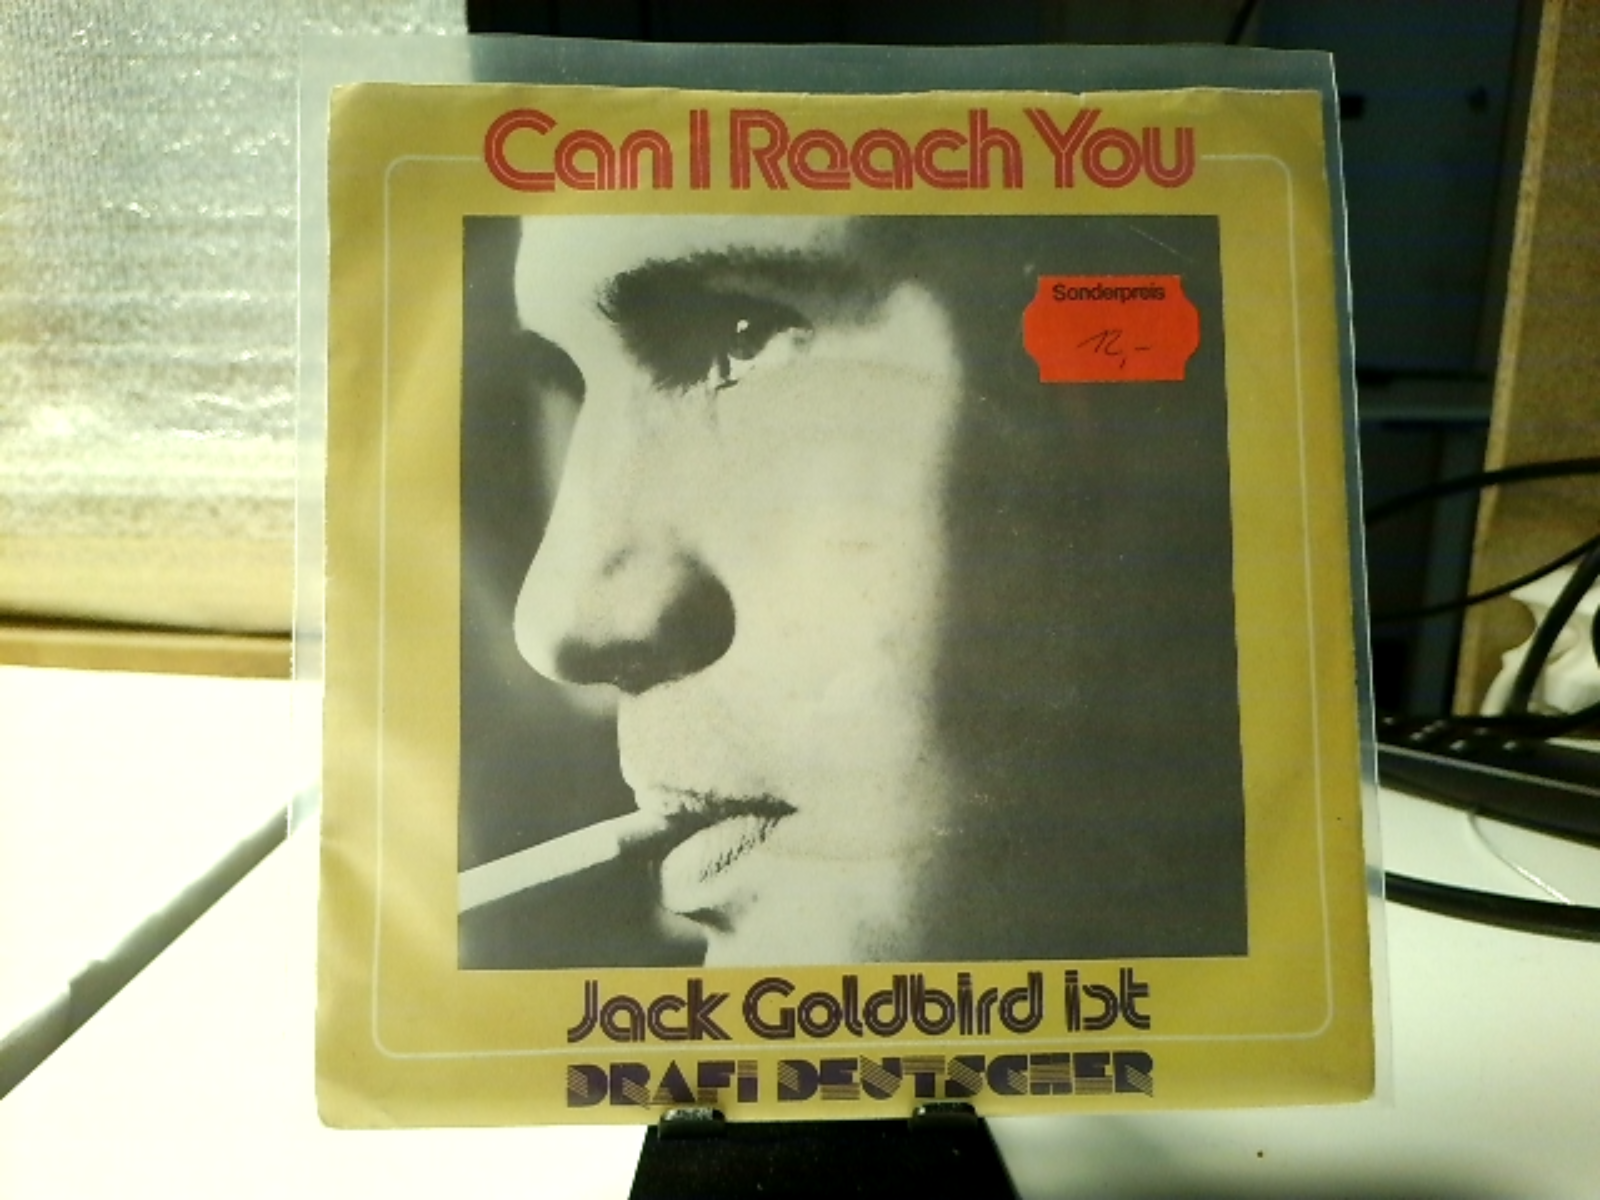 Can I Reach You
Sonderpreis
12,-
Jack Goldbird ist
DRAFI DEUTSCHER